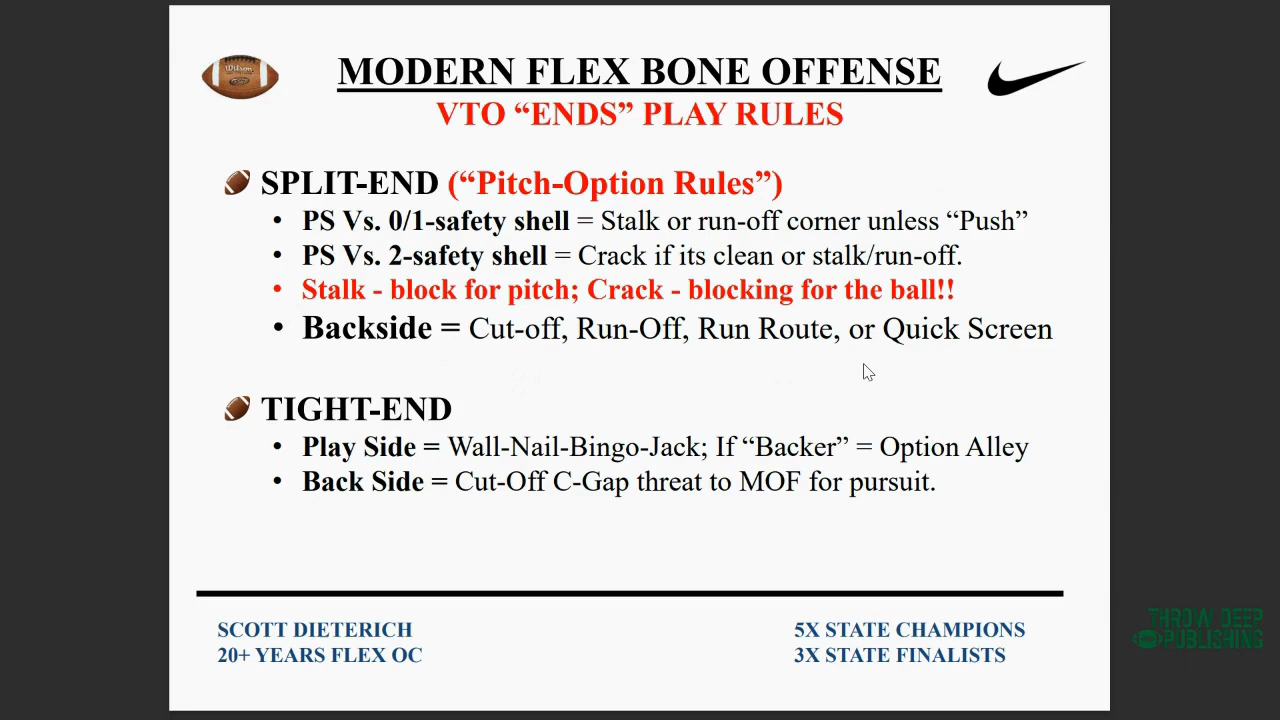 MODERN FLEX BONE OFFENSE
VTO “ENDS” PLAY RULES
SPLIT-END (“Pitch-Option Rules”)
• PS Vs. 0/1-safety shell = Stalk or run-off corner unless “Push”
• PS Vs. 2-safety shell = Crack if its clean or stalk/run-off.
• Stalk - block for pitch; Crack - blocking for the ball!!
• Backside = Cut-off, Run-Off, Run Route, or Quick Screen
TIGHT-END
• Play Side = Wall-Nail-Bingo-Jack; If “Backer” = Option Alley
• Back Side = Cut-Off C-Gap threat to MOF for pursuit.
SCOTT DIETERICH
20+ YEARS FLEX OC
5X STATE CHAMPIONS
3X STATE FINALISTS
THROW DEEP
PUBLISHING
Wilson